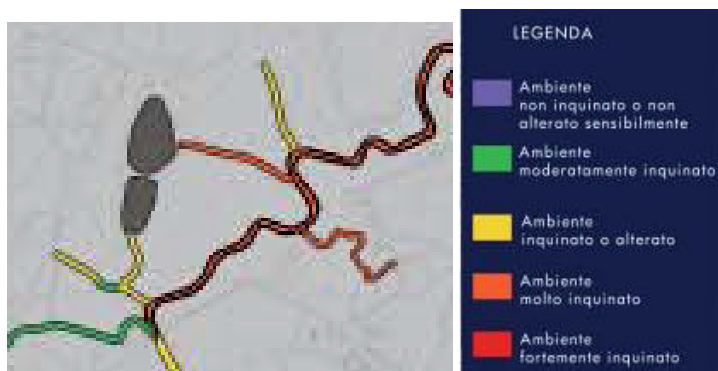 LEGENDA
Ambiente
non inquinato o non
alterato sensibilmente
Ambiente
moderatamente inquinato
Ambiente
inquinato o alterato
Ambiente
molto inquinato
Ambiente
fortemente inquinato